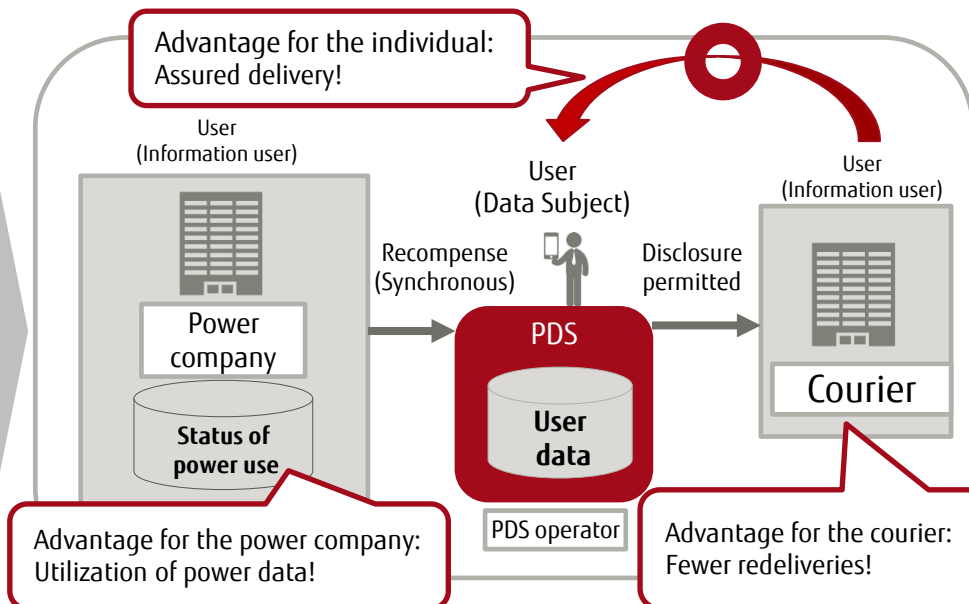 Advantage for the individual:
Assured delivery!
User
(Information user)
User
(Data Subject)
User
(Information user)
Recompense
(Synchronous)
Disclosure
permitted
Power
company
Status of
power use
PDS
User
data
Courier
PDS operator
Advantage for the power company:
Utilization of power data!
Advantage for the courier:
Fewer redeliveries!